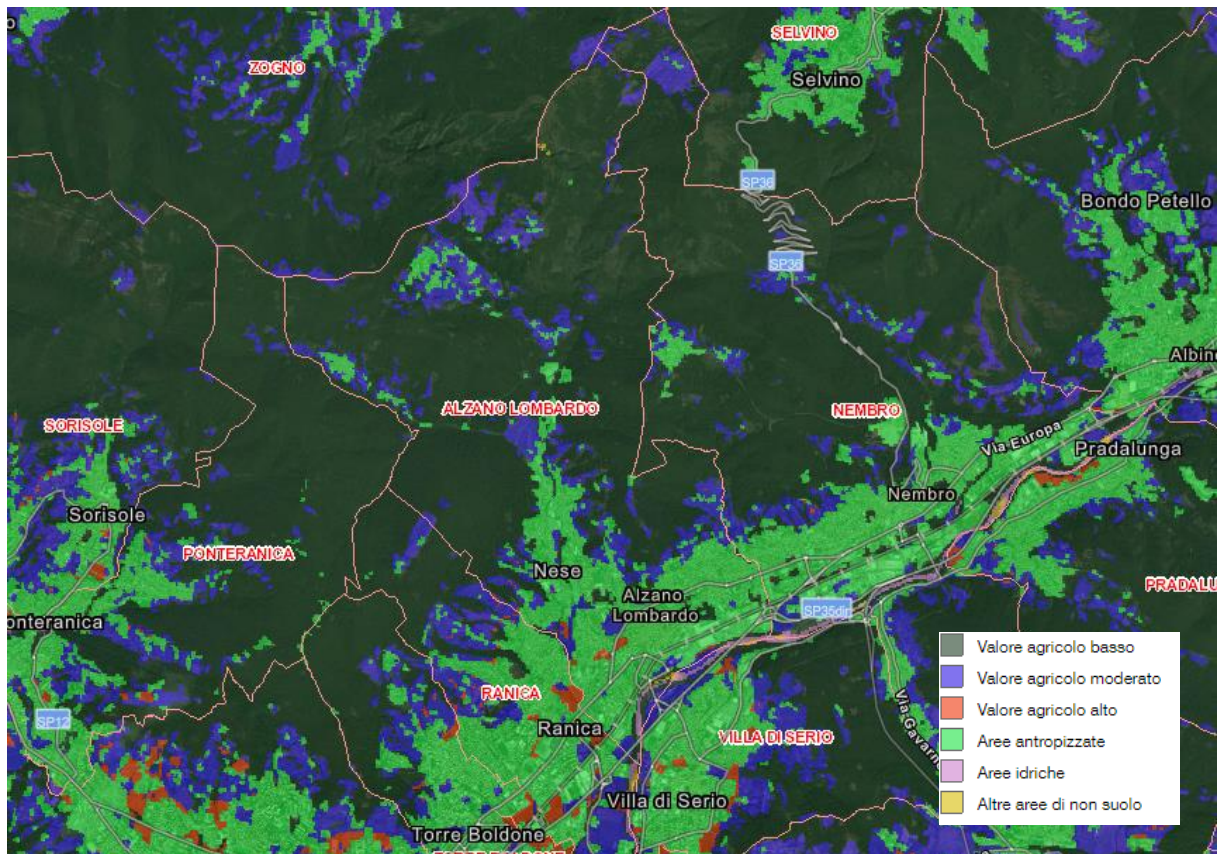 SELVINO
ZOGNO
Selvino
SP36
Bondo Petello
SP36
Albino
ALZANO LOMBARDO
NEMBRO
SORISOLE
Via Europa
Pradalunga
Nembro
Sorisole
PONTERANICA
Nese
PRADALU
Alzano
Lombardo
SP35dir
onteranica
RANICA
SP12
Ranica
VILLA DI SERIO
Via Gavarn
Villa di Serio
Torre Boldone
Valore agricolo basso
Valore agricolo moderato
Valore agricolo alto
Aree antropizzate
Aree idriche
Altre aree di non suolo